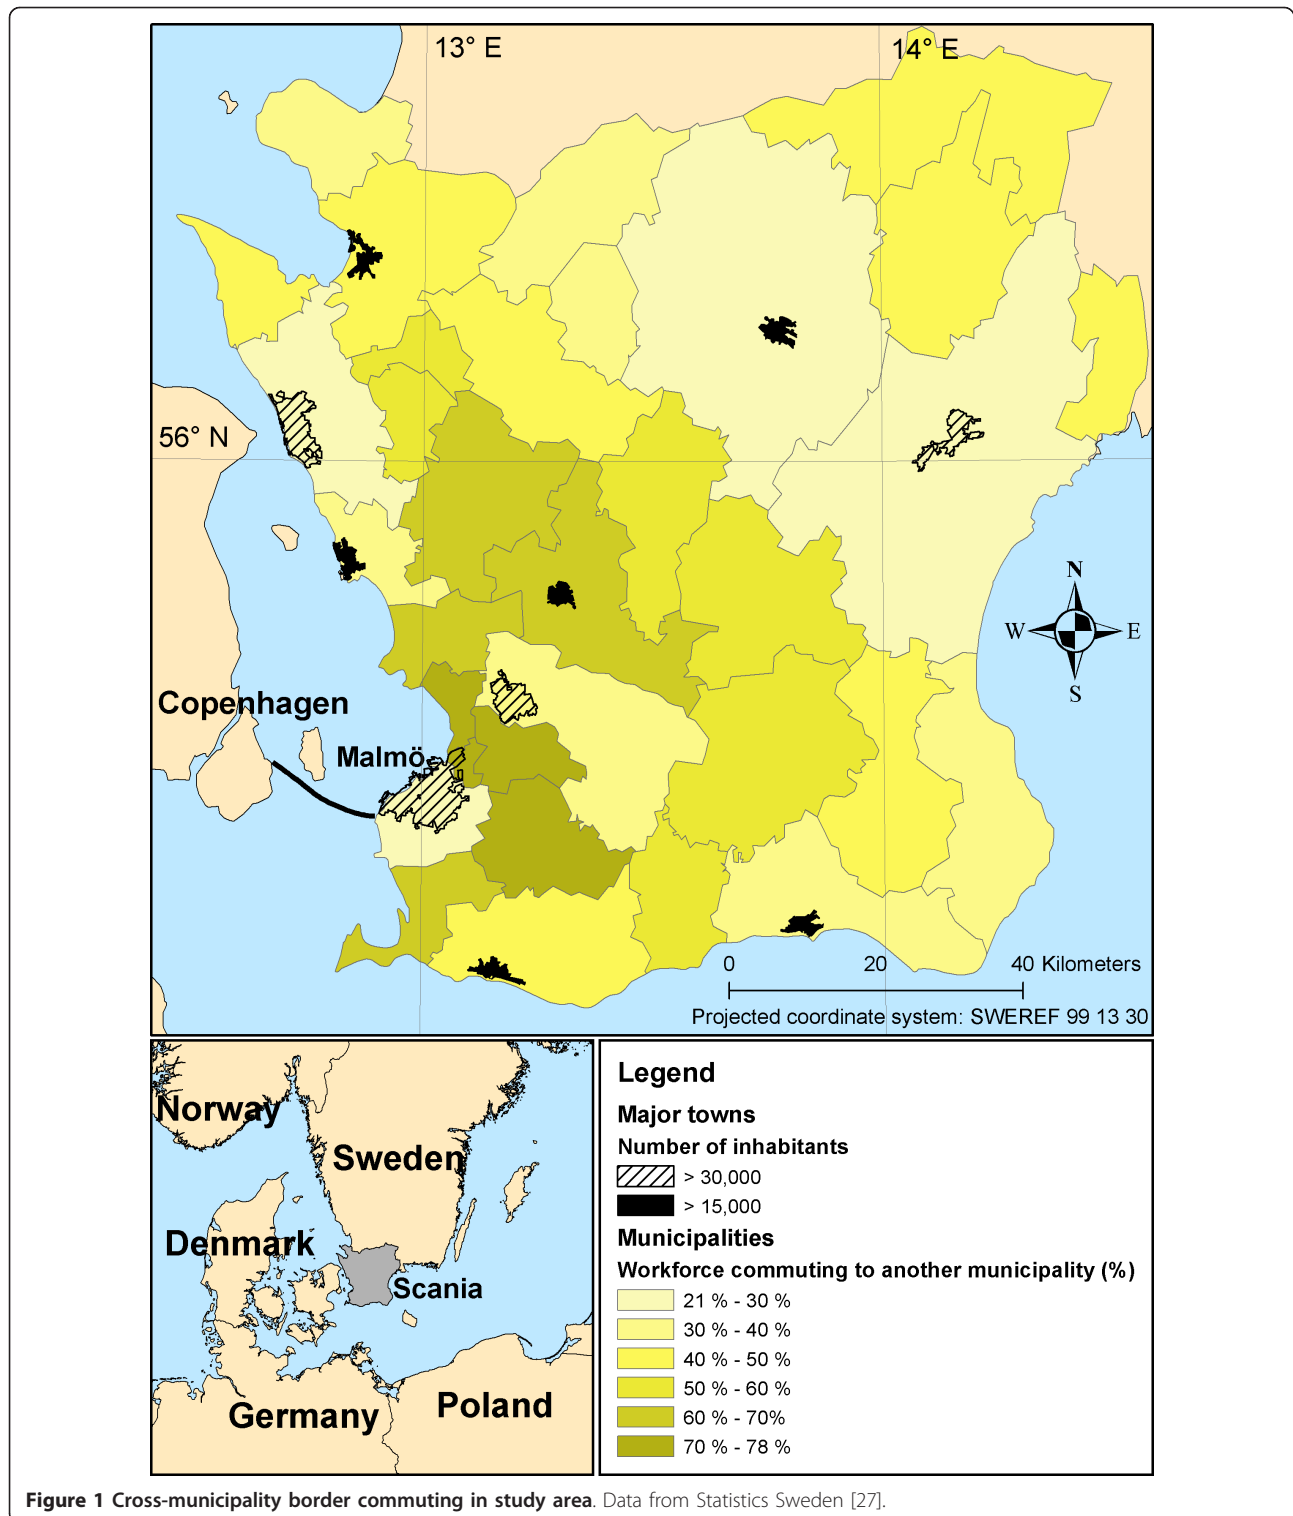 13° E
14° E
56° N
N
W
E
S
Copenhagen
Malmö
0 20 40 Kilometers
Projected coordinate system: SWEREF 99 13 30
Norway
Sweden
Denmark
Scania
Germany
Poland
Legend
Major towns
Number of inhabitants
> 30,000
> 15,000
Municipalities
Workforce commuting to another municipality (%)
21 % - 30 %
30 % - 40 %
40 % - 50 %
50 % - 60 %
60 % - 70%
70 % - 78 %
Figure 1 Cross-municipality border commuting in study area. Data from Statistics Sweden [27].